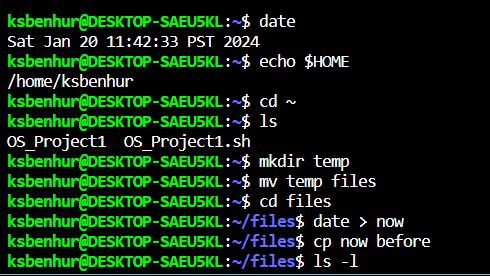 ksbenhur@DESKTOP-SAEU5KL:~$ date
Sat Jan 20 11:42:33 PST 2024
ksbenhur@DESKTOP-SAEU5KL:~$ echo $HOME
/home/ksbenhur
ksbenhur@DESKTOP-SAEU5KL:~$ cd ~
ksbenhur@DESKTOP-SAEU5KL:~$ ls
OS_Project1  OS_Project1.sh
ksbenhur@DESKTOP-SAEU5KL:~$ mkdir temp
ksbenhur@DESKTOP-SAEU5KL:~$ mv temp files
ksbenhur@DESKTOP-SAEU5KL:~$ cd files
ksbenhur@DESKTOP-SAEU5KL:~/files$ date > now
ksbenhur@DESKTOP-SAEU5KL:~/files$ cp now before
ksbenhur@DESKTOP-SAEU5KL:~/files$ ls -l